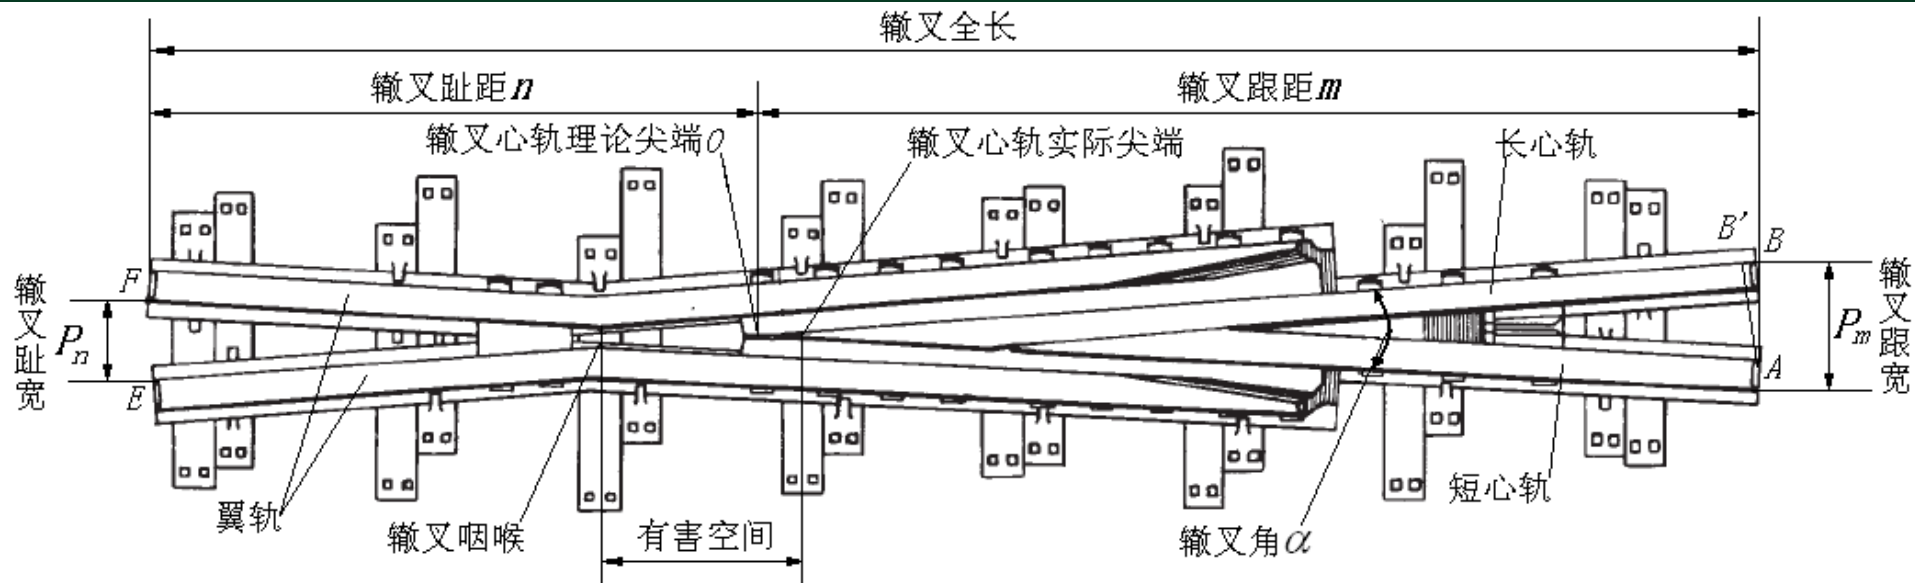 辙叉全长
辙叉趾距n
辙叉跟距m
辙叉心轨理论尖端O
辙叉心轨实际尖端
长心轨
B'
B
F
辙叉趾宽
Pn
E
辙叉跟宽
Pm
A
翼轨
辙叉咽喉
有害空间
辙叉角α
短心轨